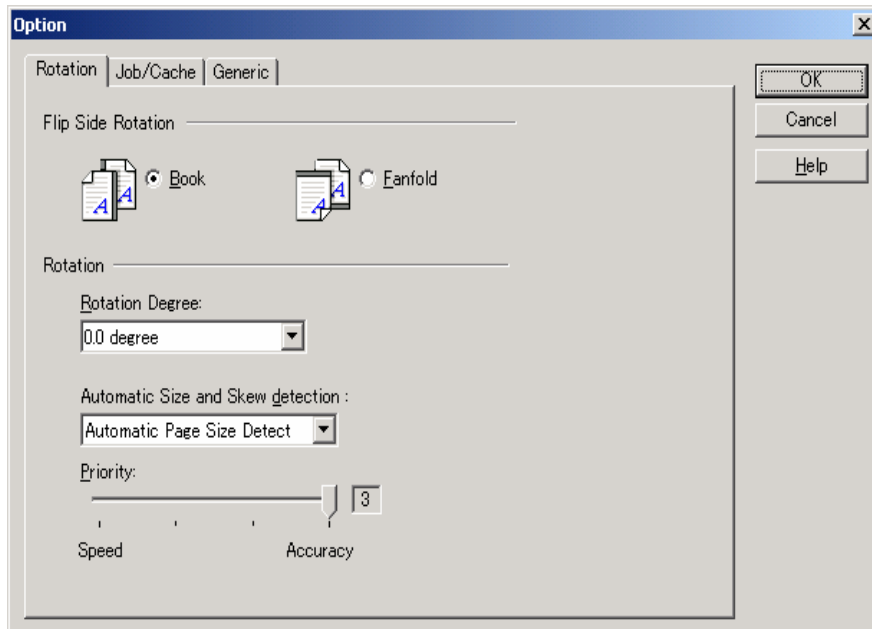 Option
Rotation Job/Cache Generic
OK
Cancel
Help
Flip Side Rotation
A A Book A A Fanfold
Rotation
Rotation Degree:
0.0 degree
Automatic Size and Skew detection :
Automatic Page Size Detect
Priority:
3
Speed Accuracy